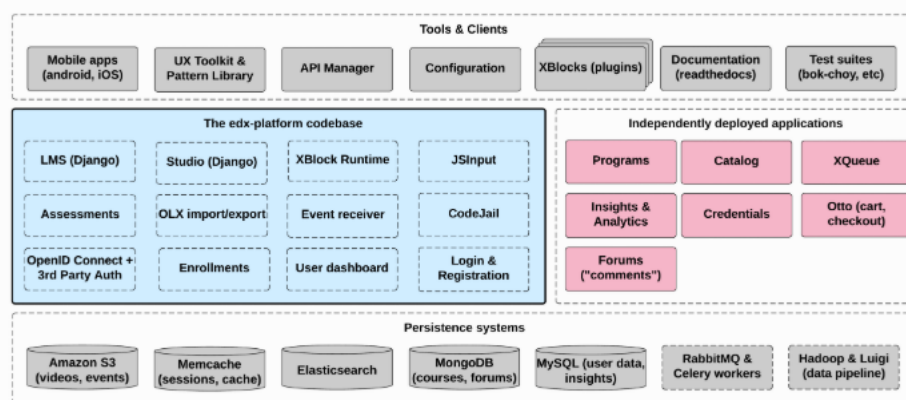 Tools & Clients
Mobile apps
(android, iOS)
UX Toolkit &
Pattern Library
API Manager
Configuration
XBlocks (plugins)
Documentation
(readthedocs)
Test suites
(bok-choy, etc)
The edx-platform codebase
LMS (Django)
Studio (Django)
XBlock Runtime
JSInput
Assessments
OLX import/export
Event receiver
CodeJail
OpenID Connect +
3rd Party Auth
Enrollments
User dashboard
Login &
Registration
Independently deployed applications
Programs
Catalog
XQueue
Insights &
Analytics
Credentials
Otto (cart,
checkout)
Forums
("comments")
Persistence systems
Amazon S3
(videos, events)
Memcache
(sessions, cache)
Elasticsearch
MongoDB
(courses, forums)
MySQL (user data,
insights)
RabbitMQ &
Celery workers
Hadoop & Luigi
(data pipeline)